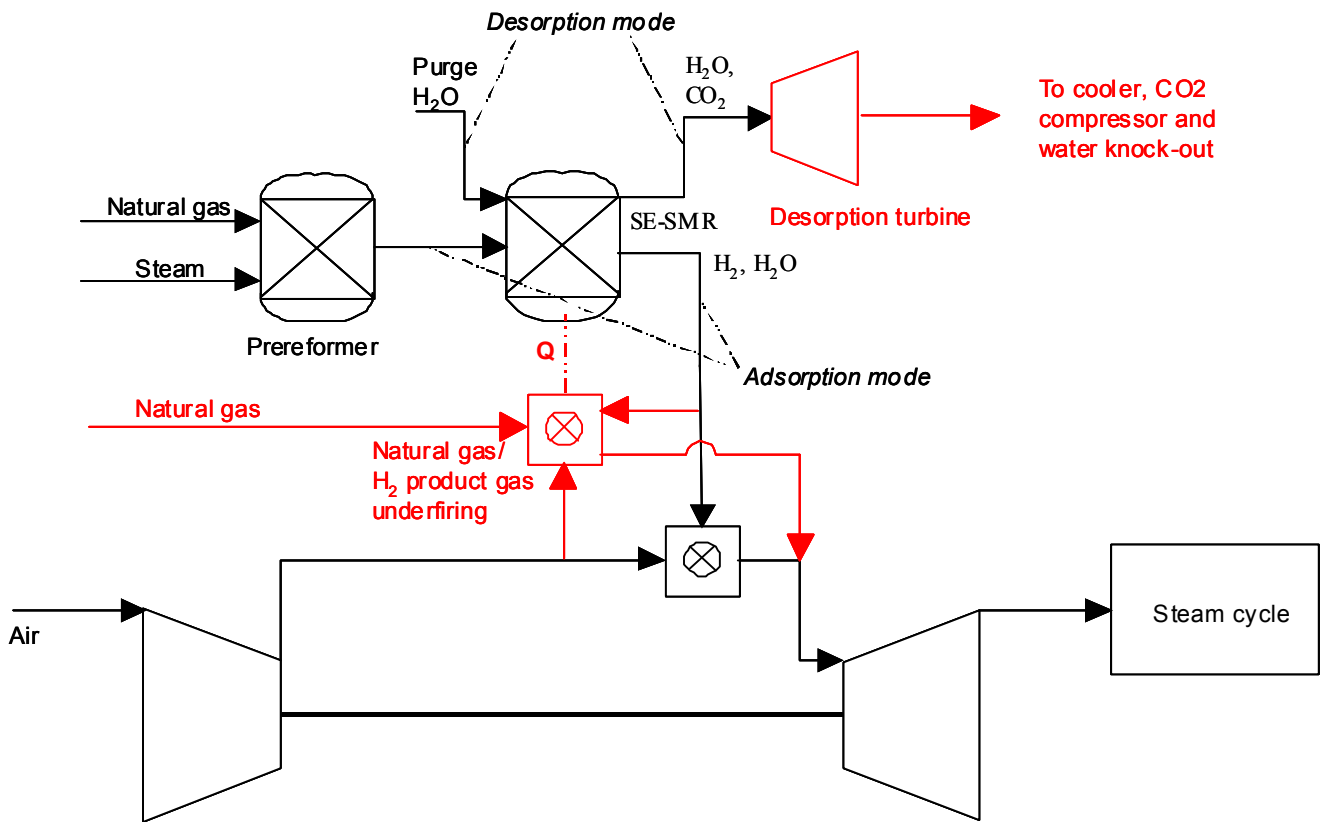 Desorption mode
Purge
H₂O
H₂O,
CO₂
To cooler, CO2
compressor and
water knock-out
Natural gas
SE-SMR
Desorption turbine
Steam
H₂, H₂O
Prereformer
Q
Adsorption mode
Natural gas
Natural gas/
H₂ product gas
underfiring
Air
Steam cycle